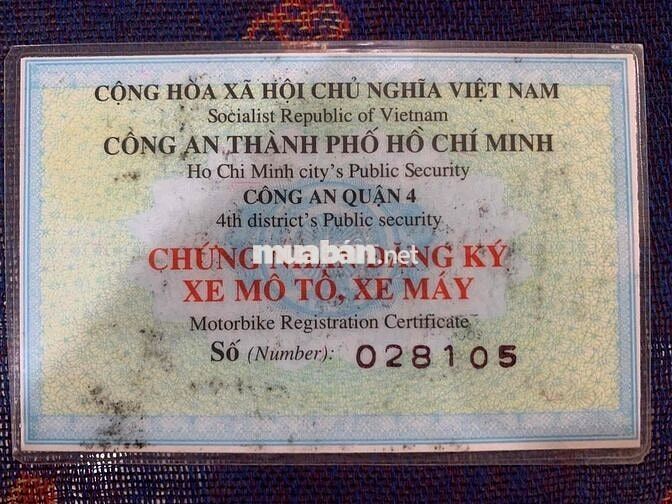 CỘNG HÒA XÃ HỘI CHỦ NGHĨA VIỆT NAM
Socialist Republic of Vietnam
CÔNG AN THÀNH PHỐ HỒ CHÍ MINH
Ho Chi Minh city's Public Security
CÔNG AN QUẬN 4
4th district's Public security
CHỨNG NHẬN ĐĂNG KÝ
muaban.net
XE MÔ TÔ, XE MÁY
Motorbike Registration Certificate
Số (Number): 028105